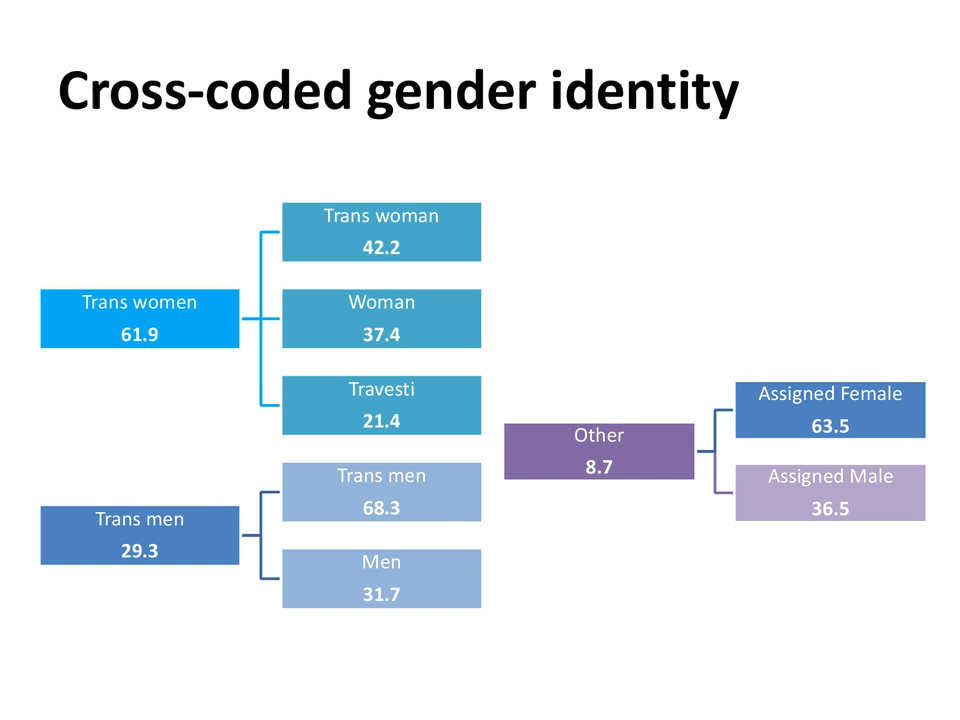 Cross-coded gender identity
Trans women
61.9
Trans woman
42.2
Woman
37.4
Travesti
21.4
Trans men
29.3
Trans men
68.3
Men
31.7
Other
8.7
Assigned Female
63.5
Assigned Male
36.5